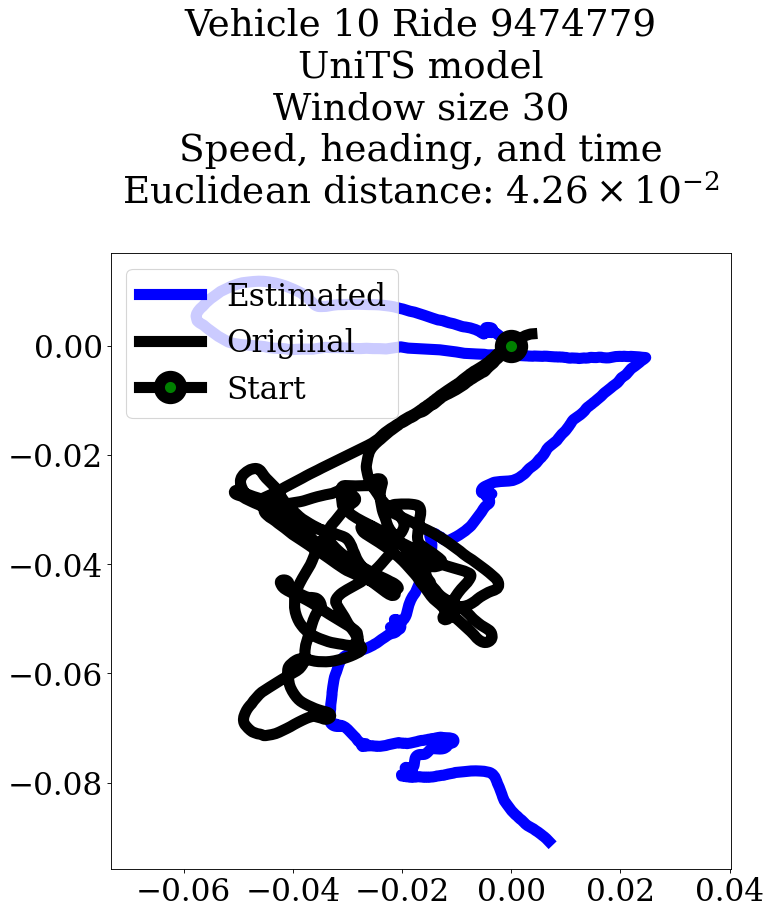 Vehicle 10 Ride 9474779
UniTS model
Window size 30
Speed, heading, and time
Euclidean distance: 4.26 × 10⁻²
Estimated
Original
Start
0.00
−0.02
−0.04
−0.06
−0.08
−0.06 −0.04 −0.02 0.00 0.02 0.04